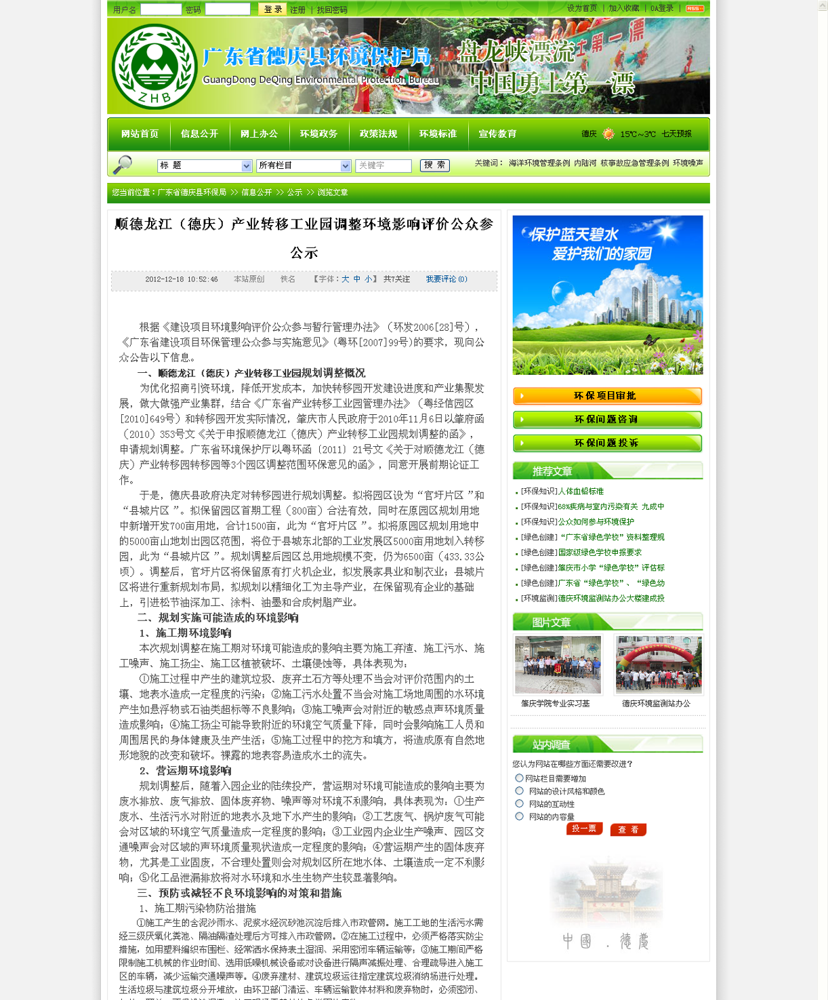 用户名 密码 登 录 注册 | 找回密码
设为首页 | 加入收藏 | OA登录 | RSS
广东省德庆县环境保护局
GuangDong DeQing Environmental Protection Bureau
ZHB
盘龙峡漂流
中国勇士第一漂
网站首页 信息公开 网上办公 环境政务 政策法规 环境标准 宣传教育
德庆 15℃~3℃ 七天预报
标 题 所有栏目 关键字 搜 索
关键词： 海洋环境管理条例 内陆河 核事故应急管理条例 环境噪声
您当前位置：广东省德庆县环保局 >> 信息公开 >> 公示 >> 浏览文章
顺德龙江（德庆）产业转移工业园调整环境影响评价公众参
公示
2012-12-18 10:52:46 本站原创 佚名 【字体：大 中 小】 共7关注 我要评论(0)
根据《建设项目环境影响评价公众参与暂行管理办法》（环发2006[28]号），
《广东省建设项目环保管理公众参与实施意见》(粤环[2007]99号)的要求，现向公
众公告以下信息。
一、顺德龙江（德庆）产业转移工业园规划调整概况
为优化招商引资环境，降低开发成本，加快转移园开发建设进度和产业集聚发
展，做大做强产业集群，结合《广东省产业转移工业园管理办法》（粤经信园区
[2010]649号）和转移园开发实际情况，肇庆市人民政府于2010年11月6日以肇府函
（2010）353号文《关于申报顺德龙江（德庆）产业转移工业园规划调整的函》，
申请规划调整。广东省环境保护厅以粤环函〔2011〕21号文《关于对顺德龙江（德
庆）产业转移园转移园等3个园区调整范围环保意见的函》，同意开展前期论证工
作。
于是，德庆县政府决定对转移园进行规划调整。拟将园区设为“官圩片区”和
“县城片区”。拟保留园区首期工程（800亩）合法有效，同时在原园区规划用地
中新增开发700亩用地，合计1500亩，此为“官圩片区”。拟将原园区规划用地中
的5000亩山地划出园区范围，将位于县城东北部的工业发展区5000亩用地划入转移
园，此为“县城片区”。规划调整后园区总用地规模不变，仍为6500亩（433.33公
顷）。调整后，官圩片区将保留原有打火机企业，拟发展家具业和制衣业；县城片
区将进行重新规划布局，拟规划以精细化工为主导产业，在保留现有企业的基础
上，引进松节油深加工、涂料、油墨和合成树脂产业。
二、规划实施可能造成的环境影响
1、施工期环境影响
本次规划调整在施工期对环境可能造成的影响主要为施工弃渣、施工污水、施
工噪声、施工扬尘、施工区植被破坏、土壤侵蚀等，具体表现为：
①施工过程中产生的建筑垃圾、废弃土石方等处理不当会对评价范围内的土
壤、地表水造成一定程度的污染；②施工污水处置不当会对施工场地周围的水环境
产生如悬浮物或石油类超标等不良影响；③施工噪声会对附近的敏感点声环境质量
造成影响；④施工扬尘可能导致附近的环境空气质量下降，同时会影响施工人员和
周围居民的身体健康及生产生活；⑤施工过程中的挖方和填方，将造成原有自然地
形地貌的改变和破坏。裸露的地表容易造成水土的流失。
2、营运期环境影响
规划调整后，随着入园企业的陆续投产，营运期对环境可能造成的影响主要为
废水排放、废气排放、固体废弃物、噪声等对环境不利影响，具体表现为：①生产
废水、生活污水对附近的地表水及地下水产生的影响；②工艺废气、锅炉废气可能
会对区域的环境空气质量造成一定程度的影响；③工业园内企业生产噪声、园区交
通噪声会对区域的声环境质量现状造成一定程度的影响；④营运期产生的固体废弃
物，尤其是工业固废，不合理处置则会对规划区所在地水体、土壤造成一定不利影
响；⑤化工品泄漏排放将对水环境和水生生物产生较显著影响。
三、预防或减轻不良环境影响的对策和措施
1、施工期污染物防治措施
①施工产生的含泥沙雨水、泥浆水经沉砂池沉淀后排入市政管网。施工工地的生活污水需
经三级厌氧化粪池、隔油隔渣处理后方可排入市政管网。②在施工过程中，必须严格落实防尘
措施，如用塑料编织布围栏、经常洒水保持表土湿润、采用密闭车辆运输等；③施工期间严格
限制施工机械的作业时间、选用低噪机械设备或对设备进行隔声减振处理、合理疏导进入施工
区的车辆，减少运输交通噪声等。④废弃建材、建筑垃圾运往指定建筑垃圾消纳场进行处理。
生活垃圾与建筑垃圾分开堆放，由环卫部门清运、车辆运输散体材料和废弃物时，必须密闭、
保护蓝天碧水
爱护我们的家园
环保项目审批
环保问题咨询
环保问题投诉
推荐文章
[环保知识]人体血铅标准
[环保知识]68%疾病与室内污染有关 九成中
[环保知识]公众如何参与环境保护
[绿色创建]“广东省绿色学校”资料整理规
[绿色创建]国家级绿色学校申报要求
[绿色创建]肇庆市小学“绿色学校”评估标
[绿色创建]广东省“绿色学校”、“绿色幼
[环境监测]德庆环境监测站办公大楼建成投
图片文章
肇庆学院专业实习基 德庆环境监测站办公
站内调查
您认为网站在哪些方面还需要改进？
网站栏目需要增加
网站的设计风格和颜色
网站的互动性
网站的内容量
投一票 查 看
中國．德慶